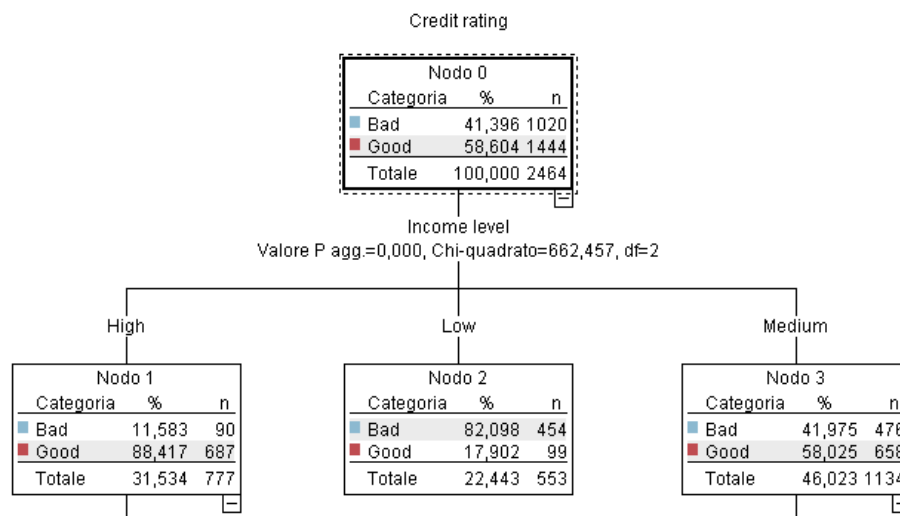 Credit rating
Nodo 0
Categoria % n
Bad 41,396 1020
Good 58,604 1444
Totale 100,000 2464
Income level
Valore P agg.=0,000, Chi-quadrato=662,457, df=2
High Low Medium
Nodo 1
Categoria % n
Bad 11,583 90
Good 88,417 687
Totale 31,534 777
Nodo 2
Categoria % n
Bad 82,098 454
Good 17,902 99
Totale 22,443 553
Nodo 3
Categoria % n
Bad 41,975 476
Good 58,025 658
Totale 46,023 1134